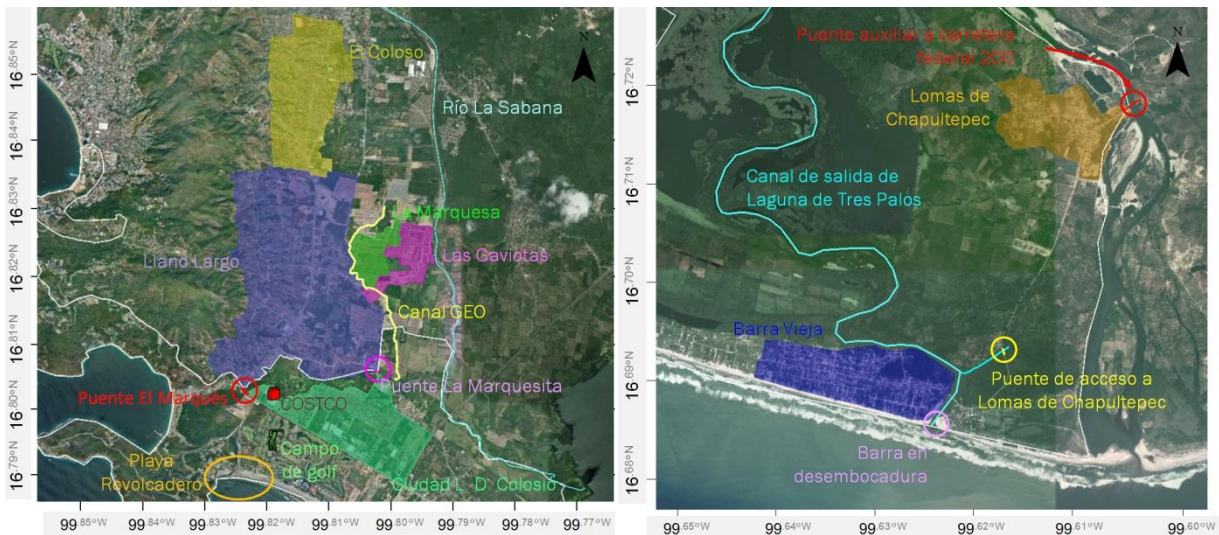 El Coloso
N
Río La Sabana
La Marquesa
Las Gaviotas
Llano Largo
Canal GEO
Puente La Marquesita
Puente El Marqués
COSTCO
Campo
de golf
Ciudad L D Colosio
Playa
Revolcadero
16.85°N
16.84°N
16.83°N
16.82°N
16.81°N
16.80°N
16.79°N
99.85°W
99.84°W
99.83°W
99.82°W
99.81°W
99.80°W
99.79°W
99.78°W
99.77°W
Puente auxiliar a carretera
federal 200
N
Lomas de
Chapultepec
Canal de salida de
Laguna de Tres Palos
Barra Vieja
Puente de acceso a
Lomas de Chapultepec
Barra en
desembocadura
16.72°N
16.71°N
16.70°N
16.69°N
16.68°N
99.65°W
99.64°W
99.63°W
99.62°W
99.61°W
99.60°W